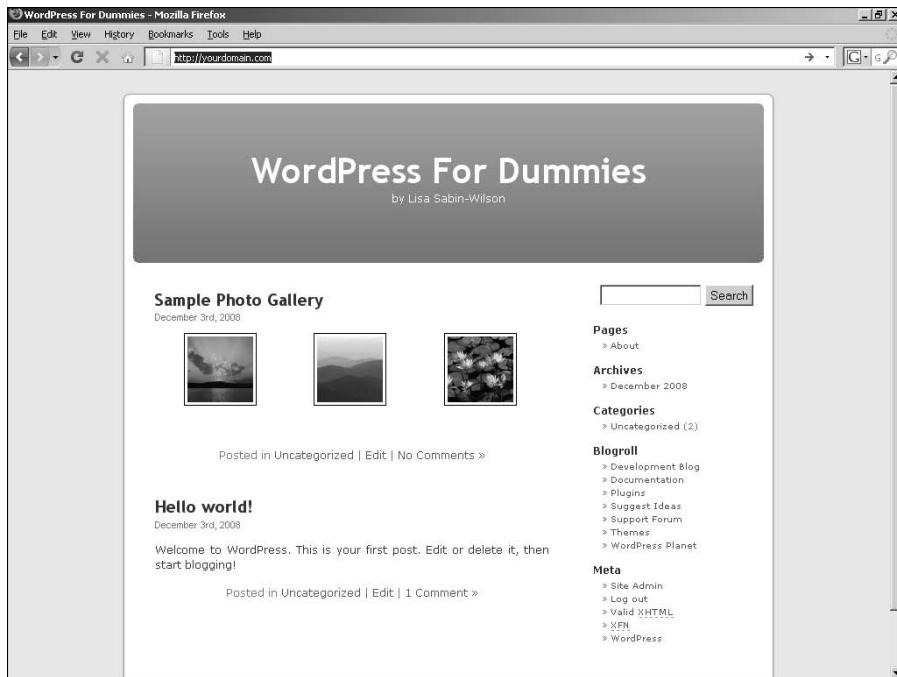 WordPress For Dummies - Mozilla Firefox
File Edit View History Bookmarks Tools Help
http://yourdomain.com
G G
WordPress For Dummies
by Lisa Sabin-Wilson
Sample Photo Gallery
December 3rd, 2008
Posted in Uncategorized | Edit | No Comments »
Hello world!
December 3rd, 2008
Welcome to WordPress. This is your first post. Edit or delete it, then
start blogging!
Posted in Uncategorized | Edit | 1 Comment »
Search
Pages
» About
Archives
» December 2008
Categories
» Uncategorized (2)
Blogroll
» Development Blog
» Documentation
» Plugins
» Suggest Ideas
» Support Forum
» Themes
» WordPress Planet
Meta
» Site Admin
» Log out
» Valid XHTML
» XFN
» WordPress